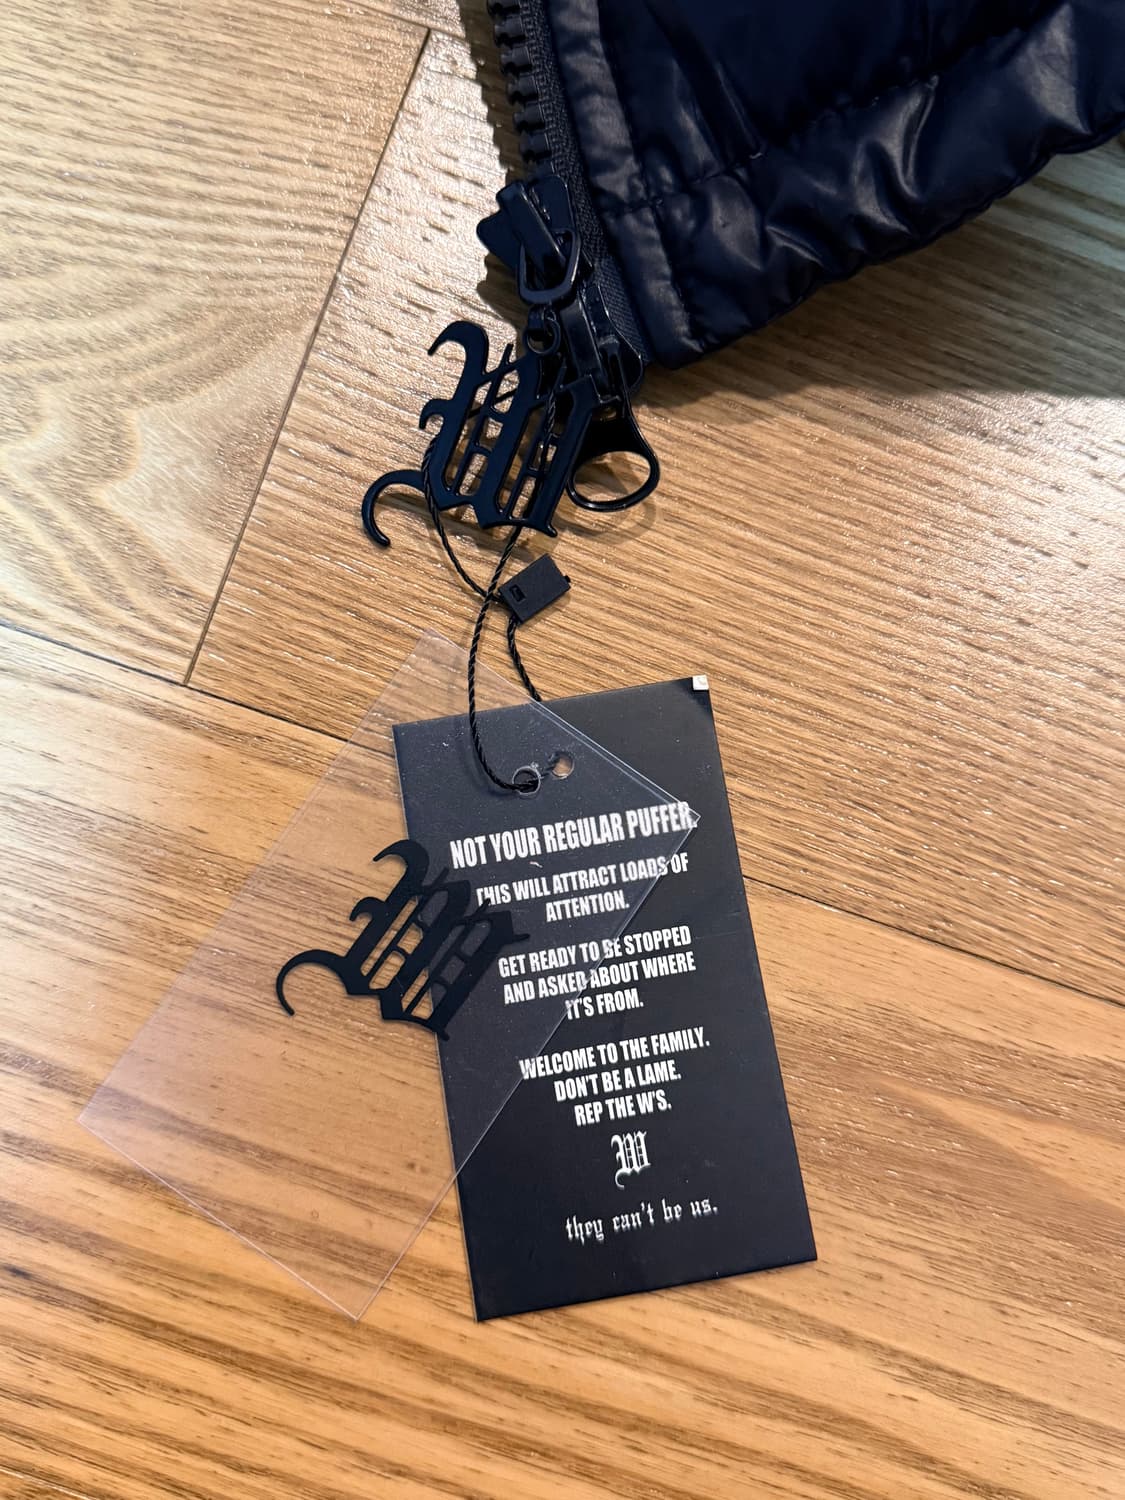 W
W
NOT YOUR REGULAR PUFFER.
THIS WILL ATTRACT LOADS OF
ATTENTION.
GET READY TO BE STOPPED
AND ASKED ABOUT WHERE
IT'S FROM.
WELCOME TO THE FAMILY.
DON'T BE A LAME.
REP THE W'S.
W
they can't be us.